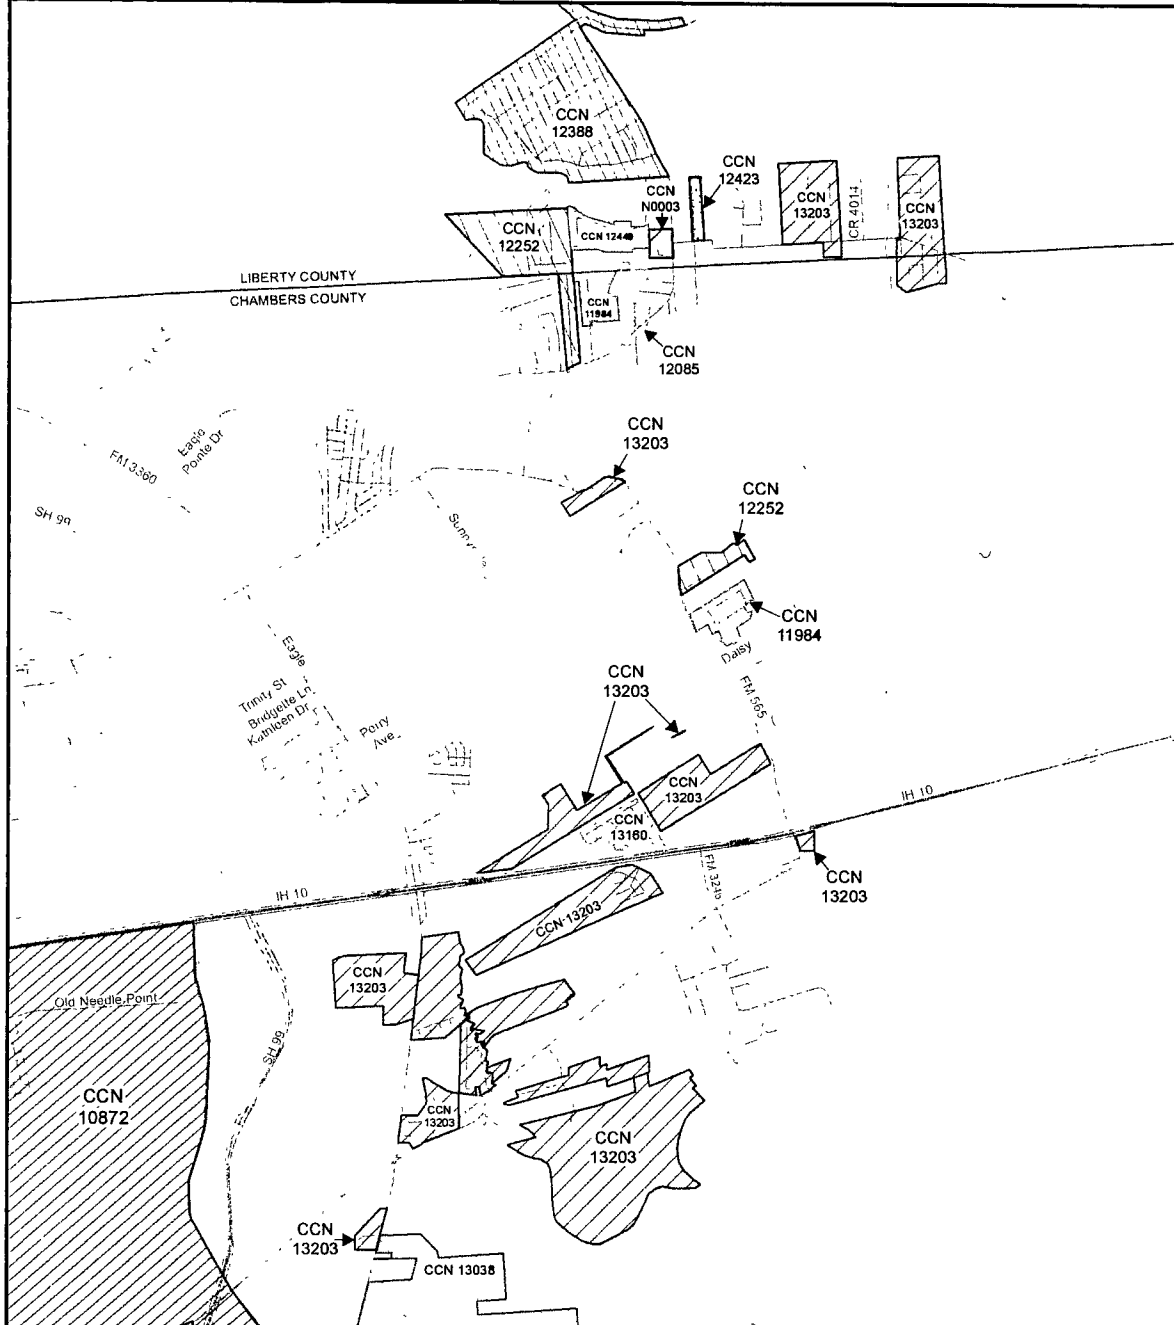 CCN
12388
CCN
12423
CCN
N0003
CCN
13203
CR 4014
CCN
13203
CCN
12252
CCN 12449
LIBERTY COUNTY
CHAMBERS COUNTY
CCN
11984
CCN
12085
CCN
13203
Eagle
Pointe Dr
FM 3360
SH 99
CCN
12252
CCN
11984
Daisy
Eagle
CCN
13203
Trinity St
Bridgette Ln
Kathleen Dr
Perry
Ave
FM 565
CCN
13203
IH 10
CCN
13160
CCN
13203
FM 3246
IH 10
CCN 13203
CCN
13203
Old Needle Point
SH 99
CCN
10872
CCN
13203
CCN
13203
CCN
13203
CCN 13038